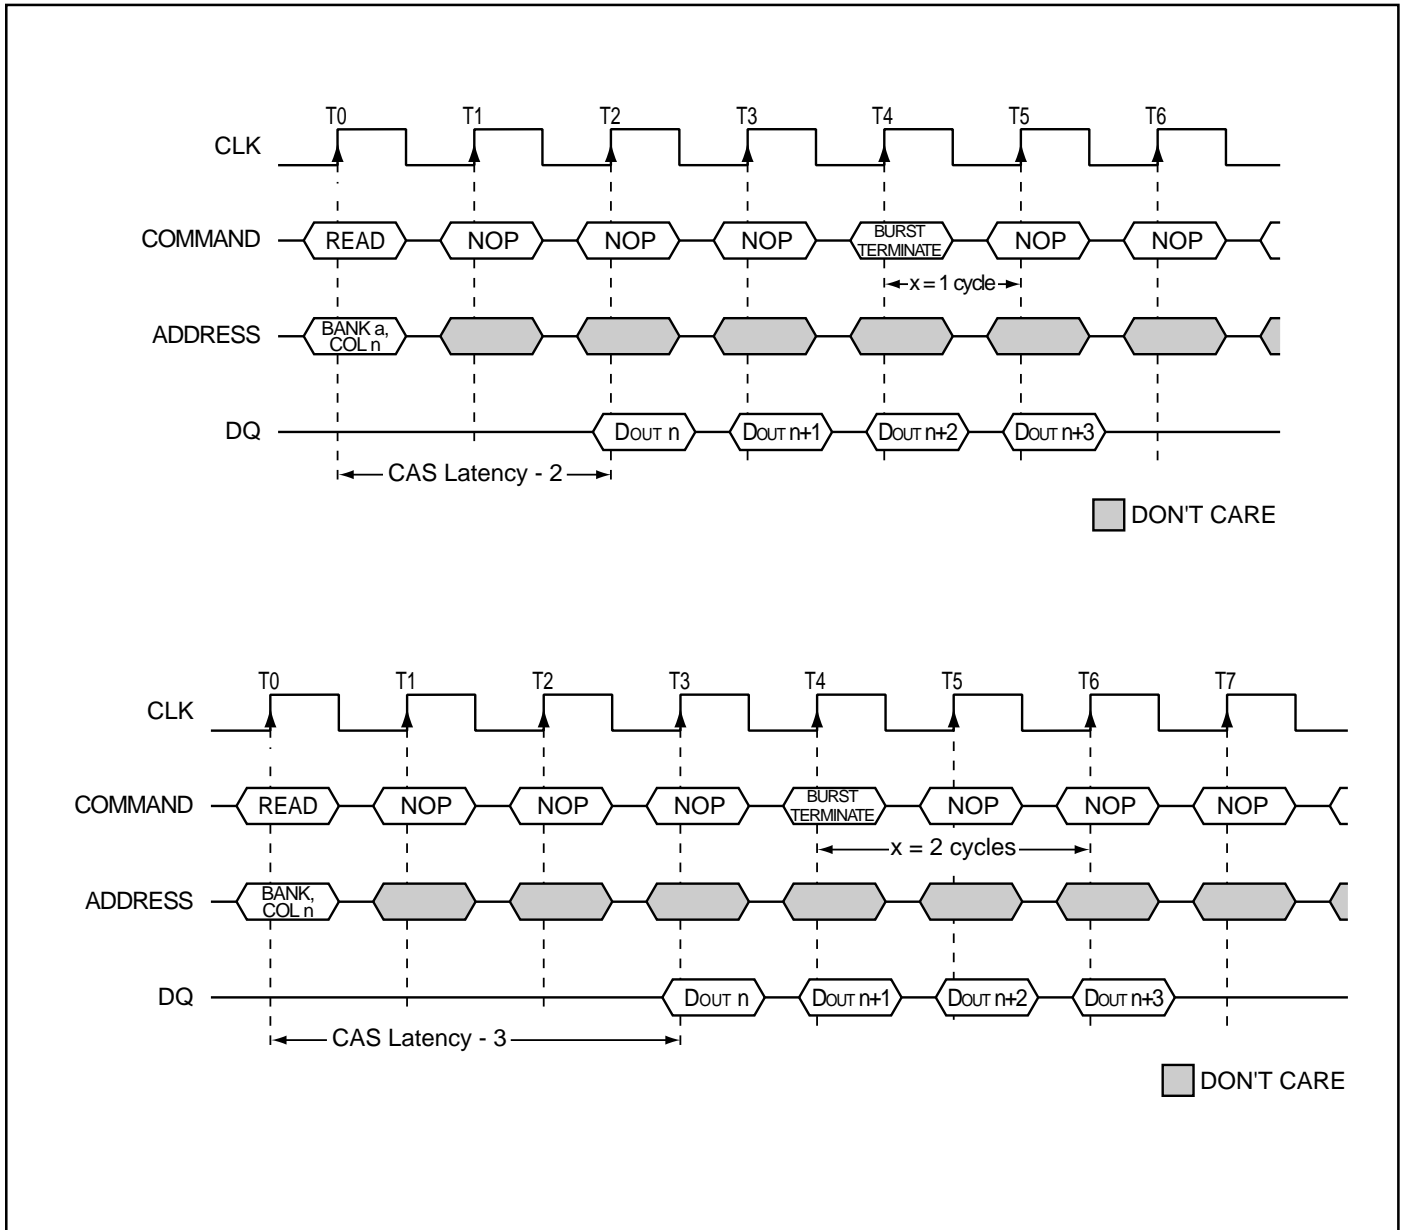 T0 T1 T2 T3 T4 T5 T6
CLK
COMMAND READ NOP NOP NOP BURST TERMINATE NOP NOP
x = 1 cycle
ADDRESS BANK a, COL n
DQ DOUT n DOUT n+1 DOUT n+2 DOUT n+3
CAS Latency - 2
DON'T CARE
T0 T1 T2 T3 T4 T5 T6 T7
CLK
COMMAND READ NOP NOP NOP BURST TERMINATE NOP NOP NOP
x = 2 cycles
ADDRESS BANK, COL n
DQ DOUT n DOUT n+1 DOUT n+2 DOUT n+3
CAS Latency - 3
DON'T CARE